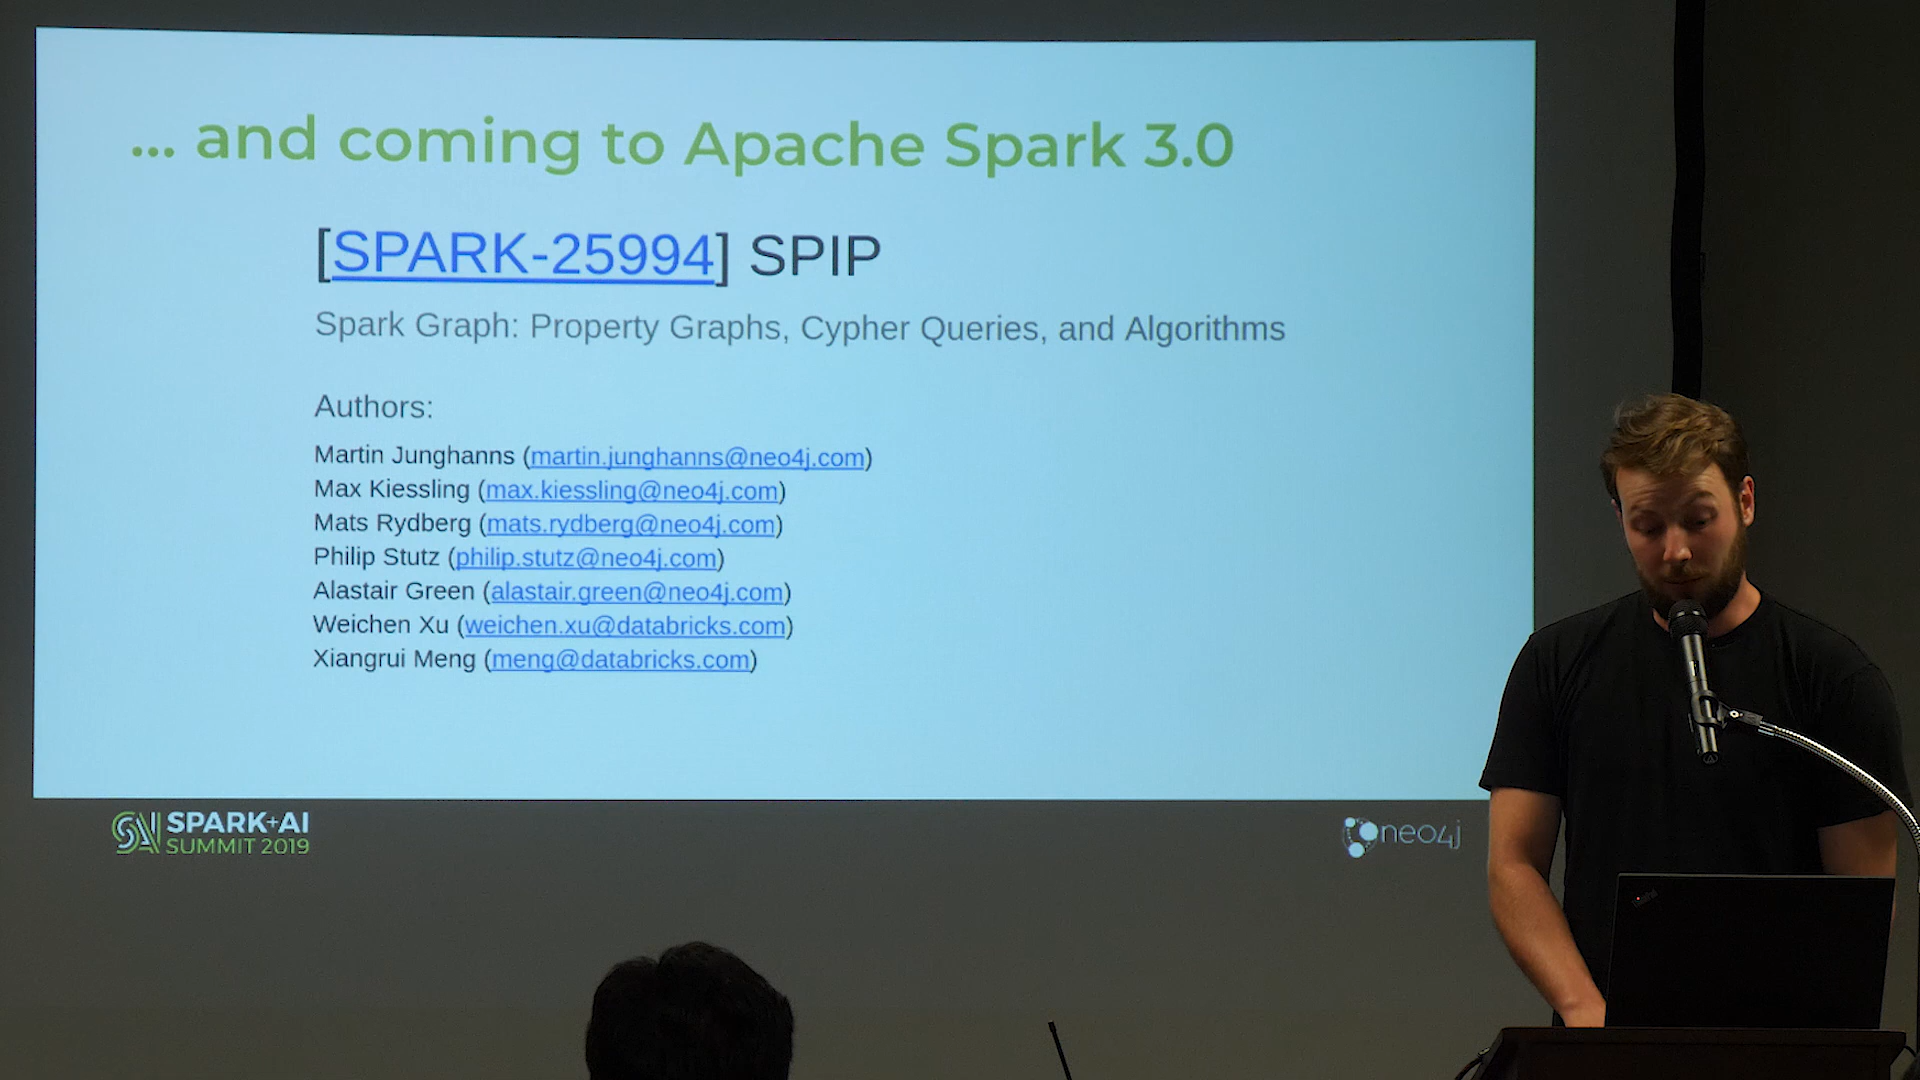 ... and coming to Apache Spark 3.0
[SPARK-25994] SPIP
Spark Graph: Property Graphs, Cypher Queries, and Algorithms
Authors:
Martin Junghanns (martin.junghanns@neo4j.com)
Max Kiessling (max.kiessling@neo4j.com)
Mats Rydberg (mats.rydberg@neo4j.com)
Philip Stutz (philip.stutz@neo4j.com)
Alastair Green (alastair.green@neo4j.com)
Weichen Xu (weichen.xu@databricks.com)
Xiangrui Meng (meng@databricks.com)
SPARK+AI
SUMMIT 2019
neo4j